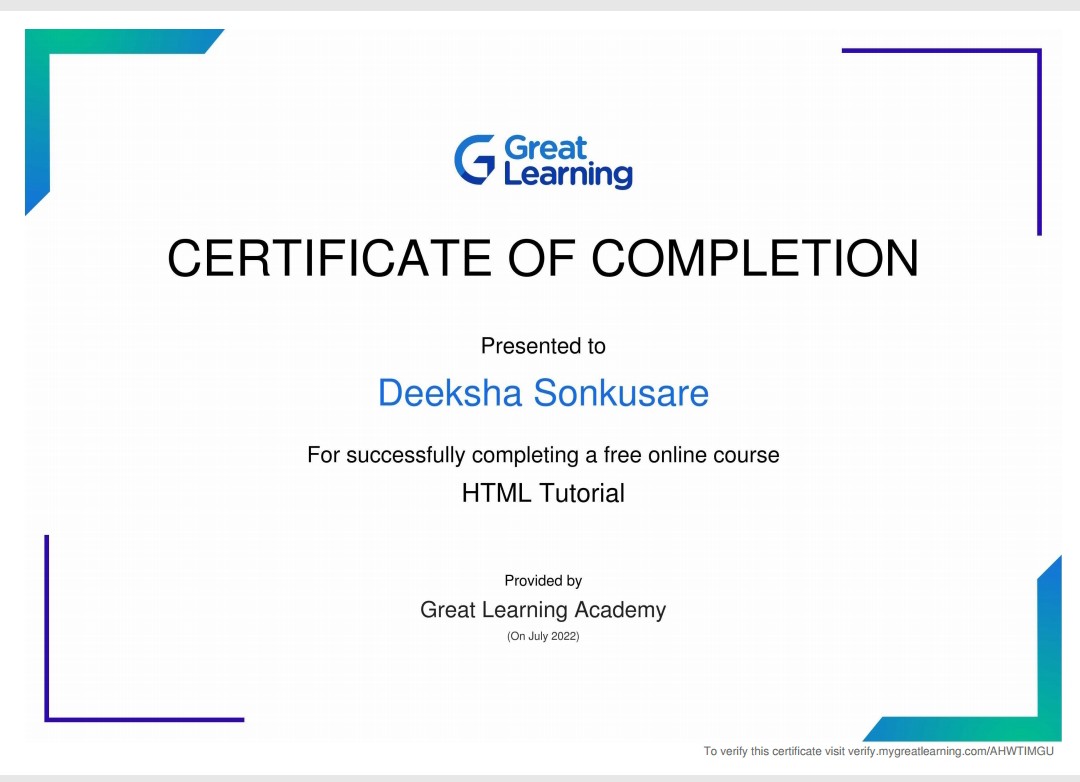 Great
Learning
CERTIFICATE OF COMPLETION
Presented to
Deeksha Sonkusare
For successfully completing a free online course
HTML Tutorial
Provided by
Great Learning Academy
(On July 2022)
To verify this certificate visit verify.mygreatlearning.com/AHWTIMGU